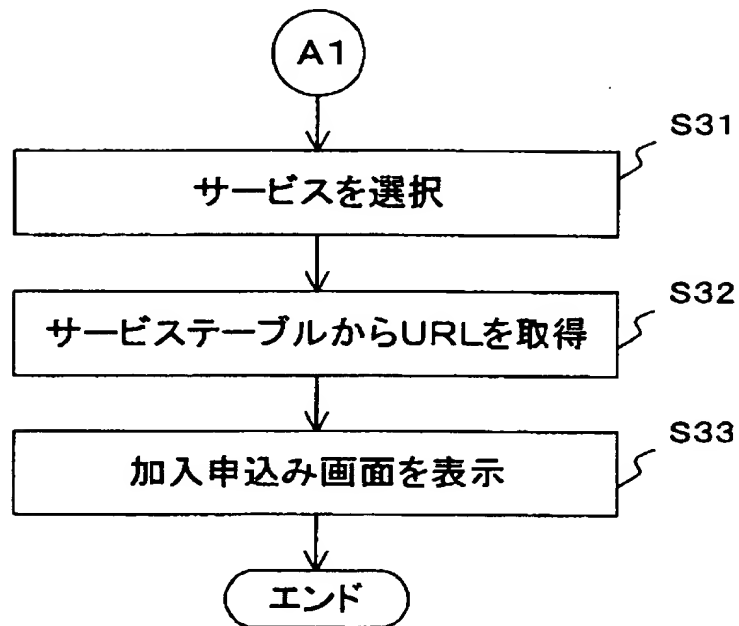 A1
S31
サービスを選択
S32
サービステーブルからURLを取得
S33
加入申込み画面を表示
エンド